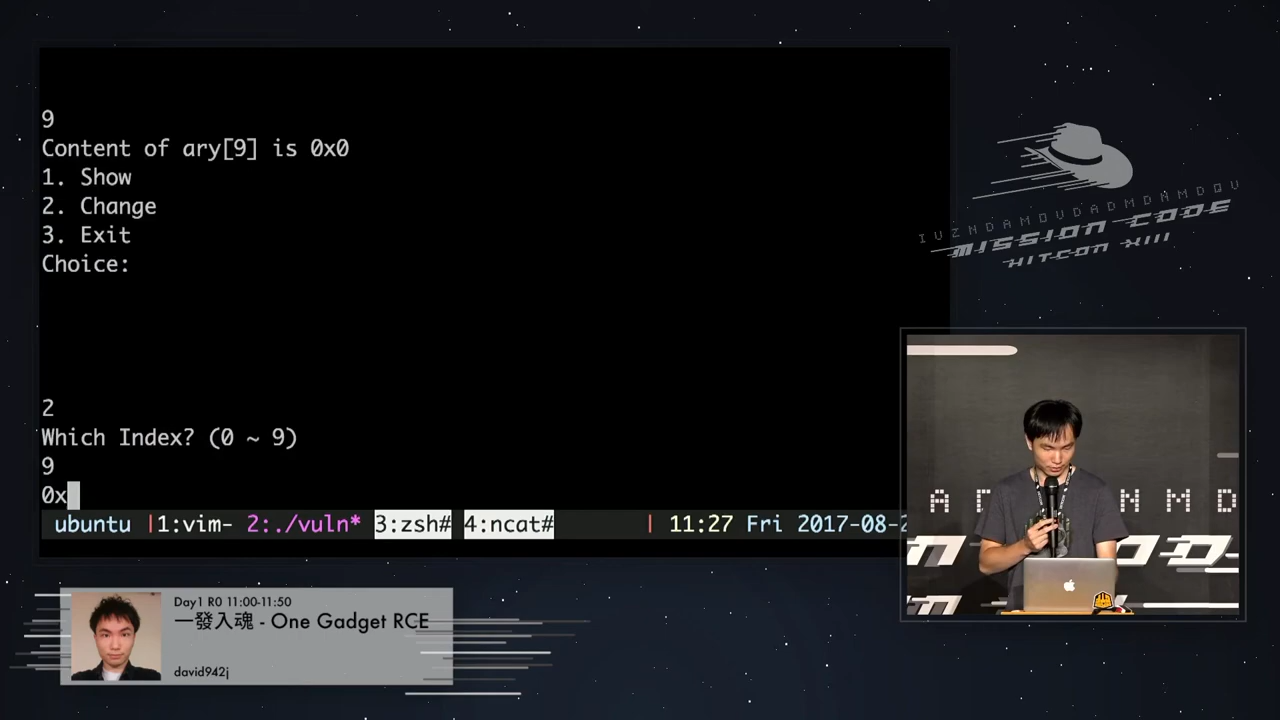 9
Content of ary[9] is 0x0
1. Show
2. Change
3. Exit
Choice:
2
Which Index? (0 ~ 9)
9
0x
ubuntu |1:vim- 2:./vuln* 3:zsh# 4:ncat# | 11:27 Fri 2017-08-2
IVZNDAMOVDADMDNMDQV
MISSION CODE
HITCON XIII
Day1 R0 11:00-11:50
一發入魂 - One Gadget RCE
david942j